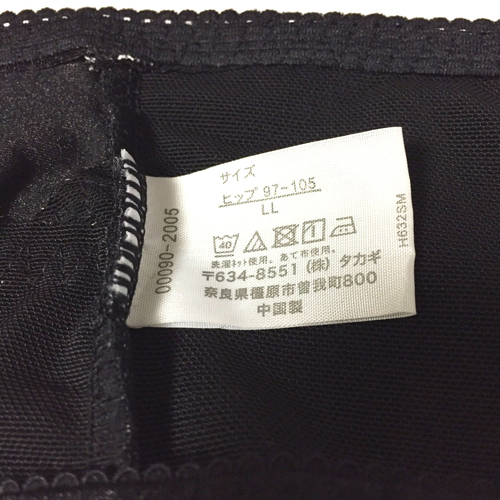 サイズ
ヒップ 97-105
LL
40
洗濯ネット使用。あて布使用。
〒634-8551 (株) タカギ
奈良県橿原市曽我町800
中国製
00090-2005
H632SM